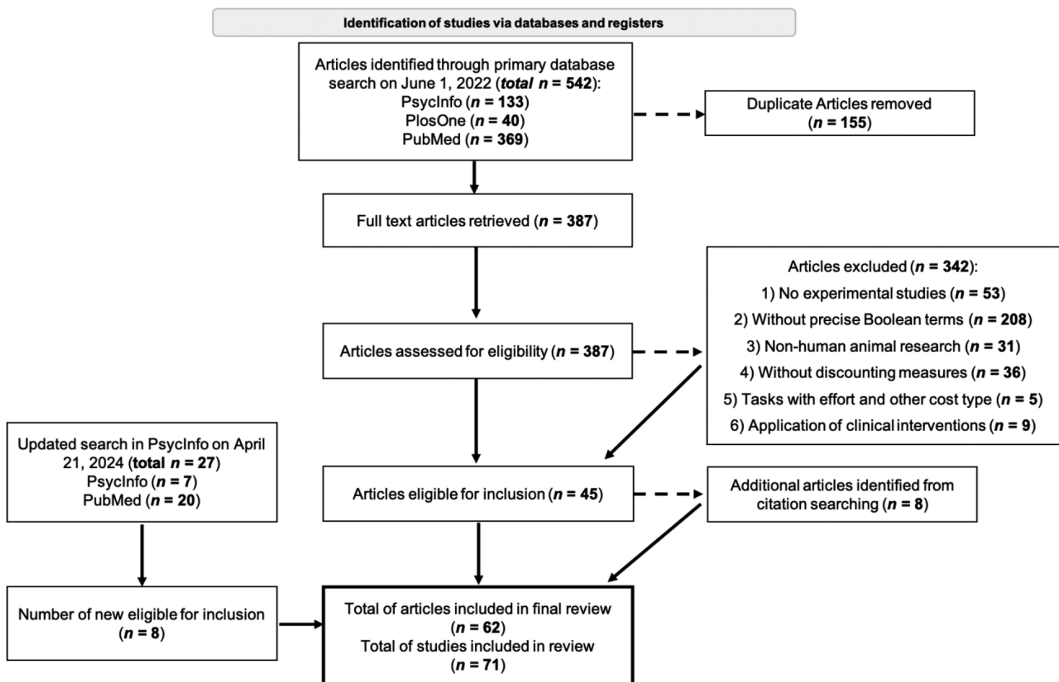 Identification of studies via databases and registers
Articles identified through primary database
search on June 1, 2022 (total n = 542):
PsycInfo (n = 133)
PlosOne (n = 40)
PubMed (n = 369)
Duplicate Articles removed
(n = 155)
Full text articles retrieved (n = 387)
Articles assessed for eligibility (n = 387)
Articles excluded (n = 342):
1) No experimental studies (n = 53)
2) Without precise Boolean terms (n = 208)
3) Non-human animal research (n = 31)
4) Without discounting measures (n = 36)
5) Tasks with effort and other cost type (n = 5)
6) Application of clinical interventions (n = 9)
Updated search in PsycInfo on April
21, 2024 (total n = 27)
PsycInfo (n = 7)
PubMed (n = 20)
Articles eligible for inclusion (n = 45)
Additional articles identified from
citation searching (n = 8)
Number of new eligible for inclusion
(n = 8)
Total of articles included in final review
(n = 62)
Total of studies included in review
(n = 71)